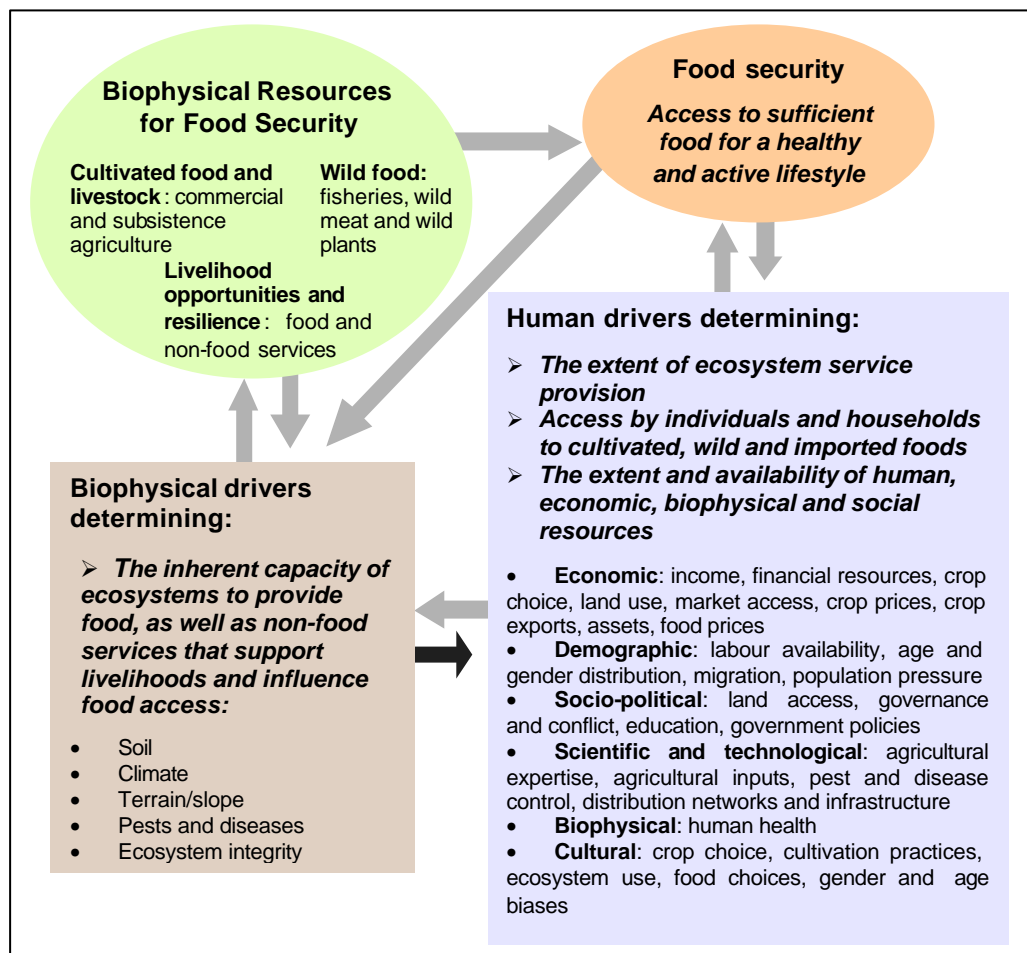 Biophysical Resources
for Food Security
Cultivated food and
livestock : commercial
and subsistence
agriculture
Wild food:
fisheries, wild
meat and wild
plants
Livelihood
opportunities and
resilience : food and
non-food services
Food security
Access to sufficient
food for a healthy
and active lifestyle
Biophysical drivers
determining:
➢ The inherent capacity of
ecosystems to provide
food, as well as non-food
services that support
livelihoods and influence
food access:
• Soil
• Climate
• Terrain/slope
• Pests and diseases
• Ecosystem integrity
Human drivers determining:
➢ The extent of ecosystem service
provision
➢ Access by individuals and households
to cultivated, wild and imported foods
➢ The extent and availability of human,
economic, biophysical and social
resources
• Economic: income, financial resources, crop
choice, land use, market access, crop prices, crop
exports, assets, food prices
• Demographic: labour availability, age and
gender distribution, migration, population pressure
• Socio-political: land access, governance
and conflict, education, government policies
• Scientific and technological: agricultural
expertise, agricultural inputs, pest and disease
control, distribution networks and infrastructure
• Biophysical: human health
• Cultural: crop choice, cultivation practices,
ecosystem use, food choices, gender and age
biases